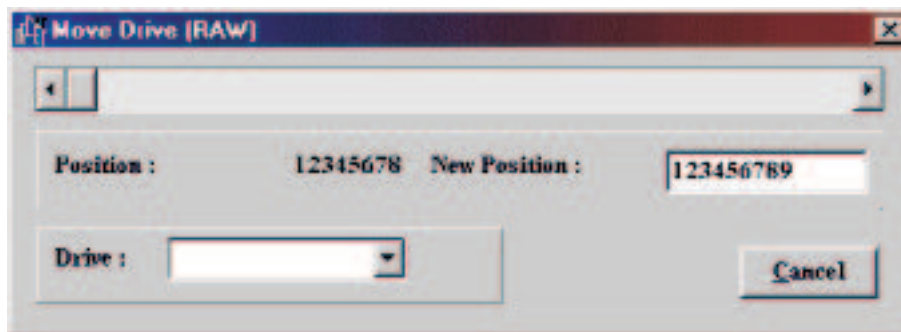 Move Drive [RAW]
Position : 12345678 New Position : 123456789
Drive :
Cancel